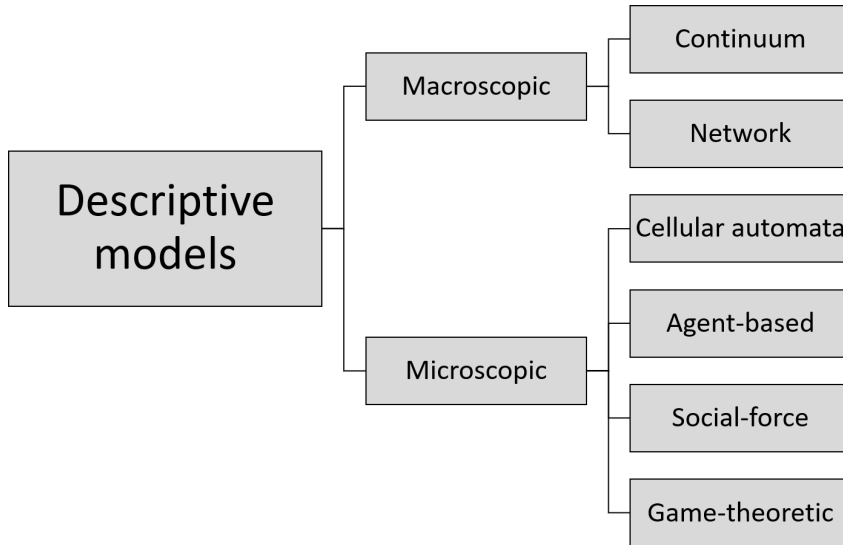 Descriptive
models
Macroscopic
Continuum
Network
Microscopic
Cellular automata
Agent-based
Social-force
Game-theoretic